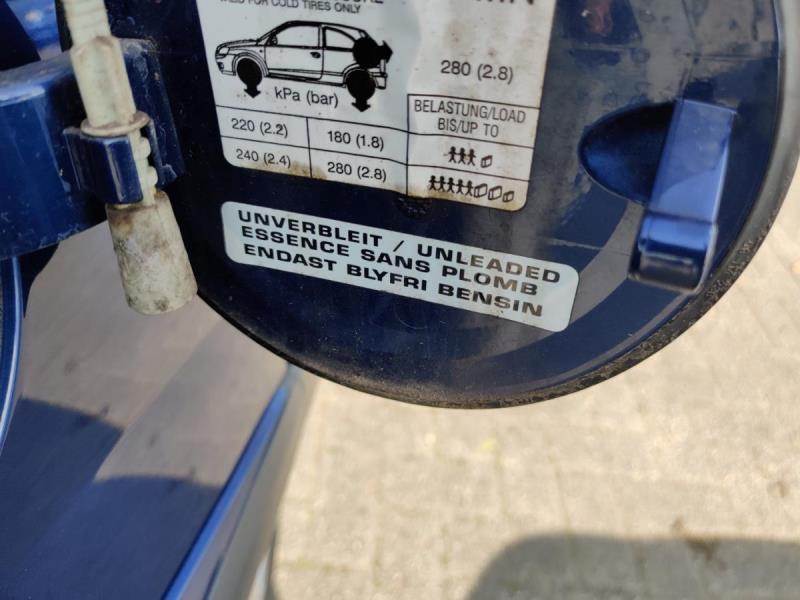 VALID FOR COLD TIRES ONLY
280 (2.8)
kPa (bar)
BELASTUNG/LOAD
BIS/UP TO
220 (2.2) 180 (1.8)
240 (2.4) 280 (2.8)
UNVERBLEIT / UNLEADED
ESSENCE SANS PLOMB
ENDAST BLYFRI BENSIN